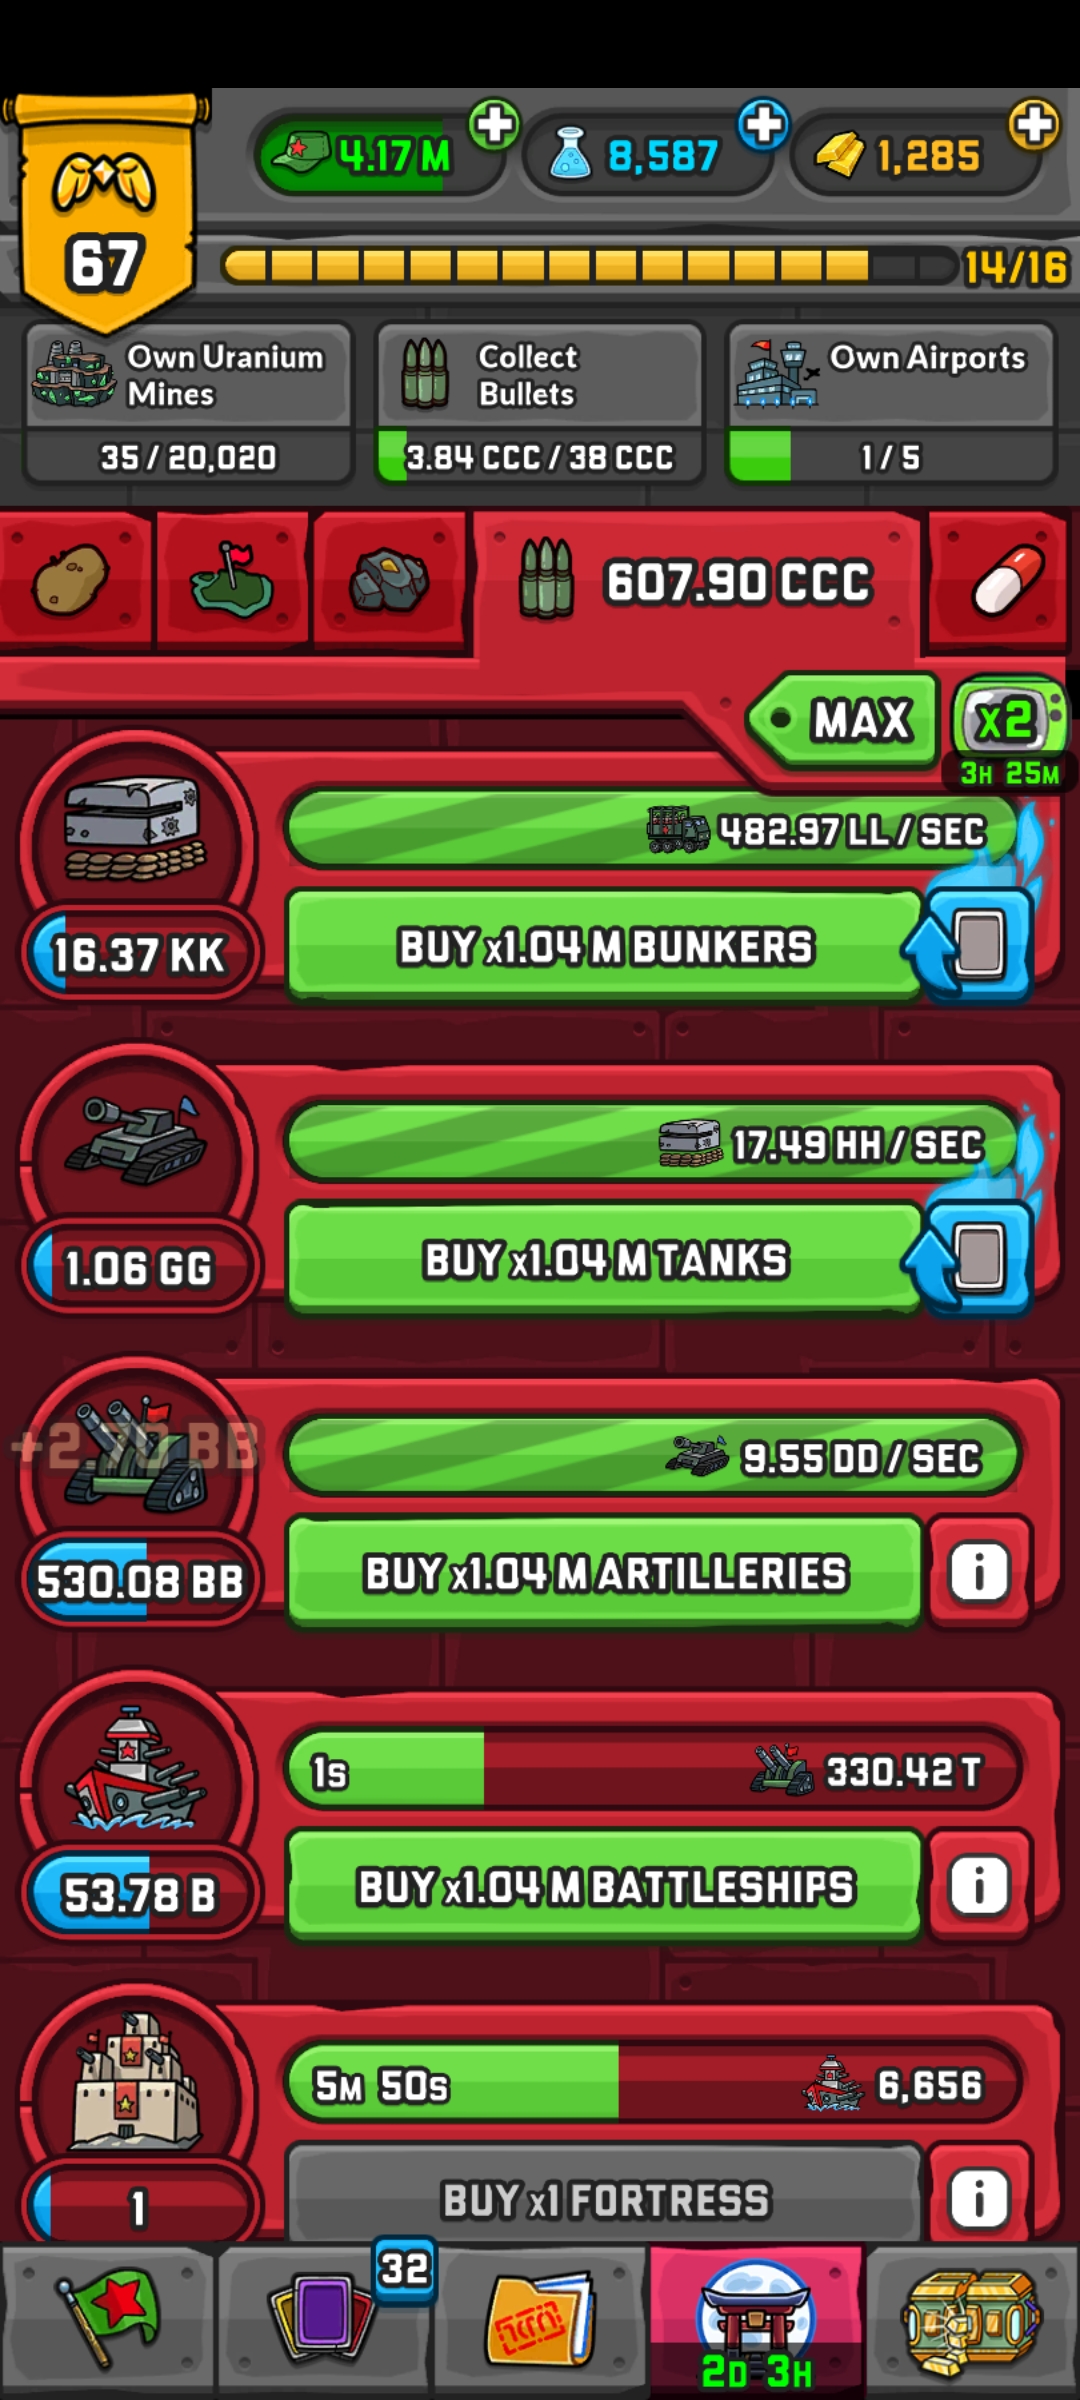 4.17 M
8,587
1,285
67
14/16
Own Uranium
Mines
35 / 20,020
Collect
Bullets
3.84 CCC / 38 CCC
Own Airports
1 / 5
607.90 CCC
MAX
x2
3H 25M
482.97 LL / SEC
16.37 KK
BUY x1.04 M BUNKERS
17.49 HH / SEC
1.06 GG
BUY x1.04 M TANKS
+2.70 BB
9.55 DD / SEC
530.08 BB
BUY x1.04 M ARTILLERIES
i
1s
330.42 T
53.78 B
BUY x1.04 M BATTLESHIPS
i
5M 50s
6,656
1
BUY x1 FORTRESS
i
32
2D 3H